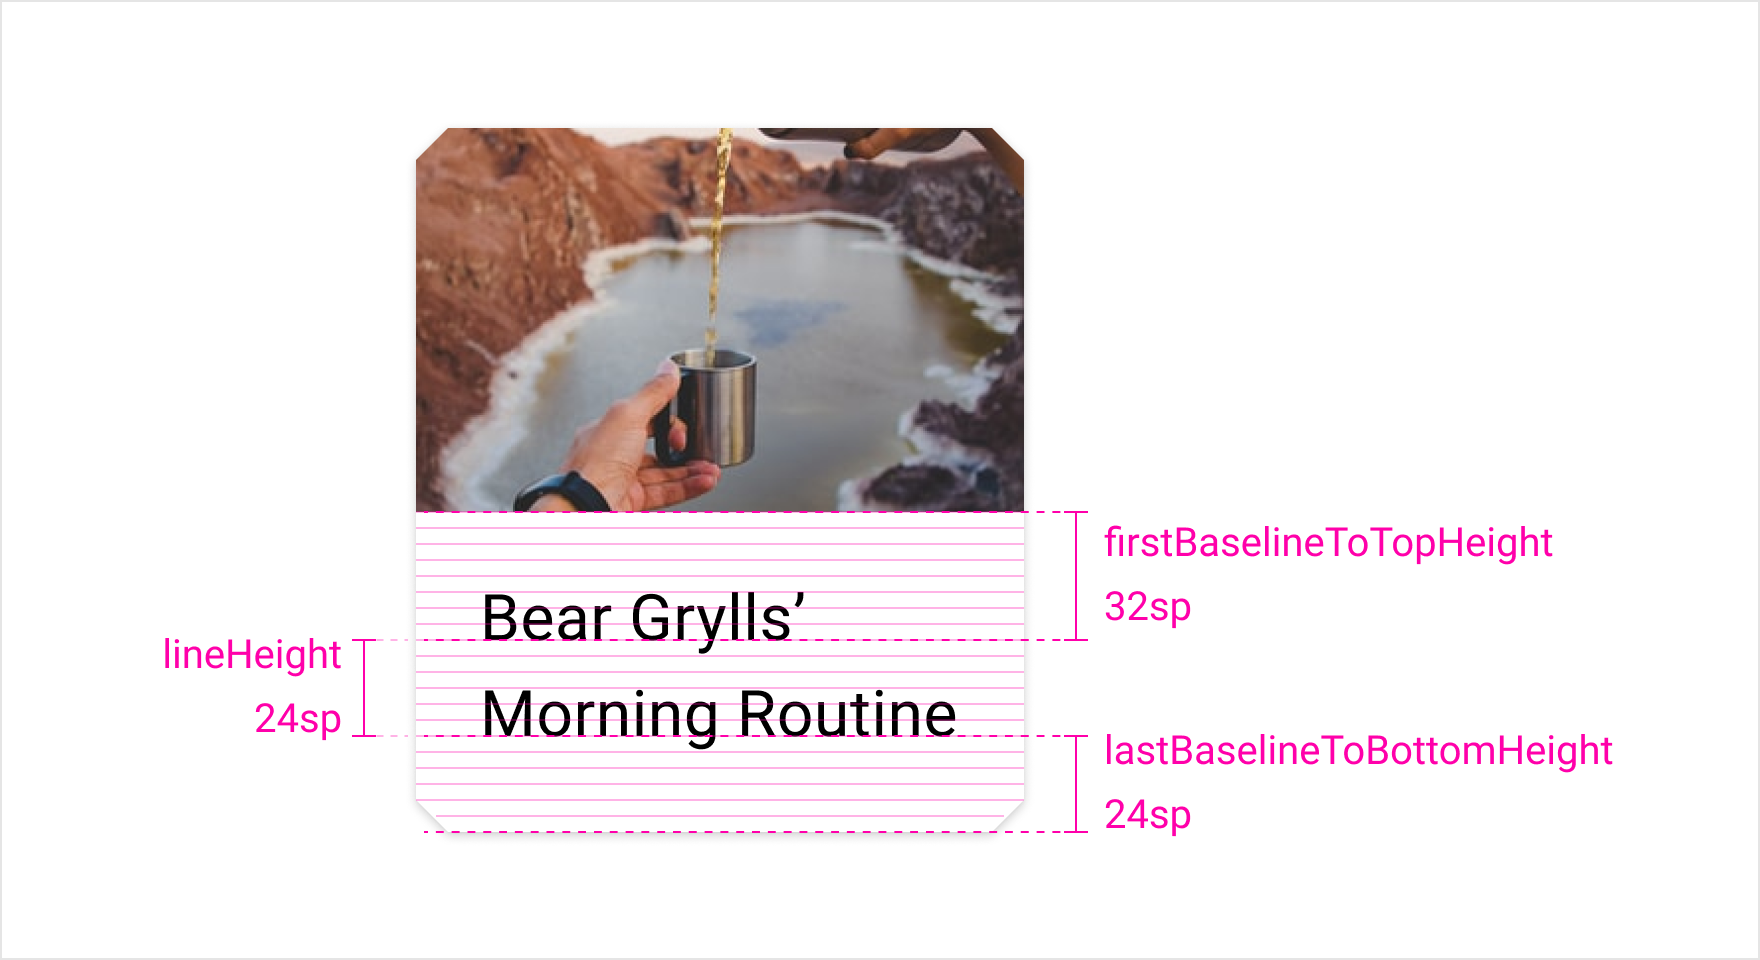 firstBaselineToTopHeight
32sp
Bear Grylls’
lineHeight
24sp
Morning Routine
lastBaselineToBottomHeight
24sp